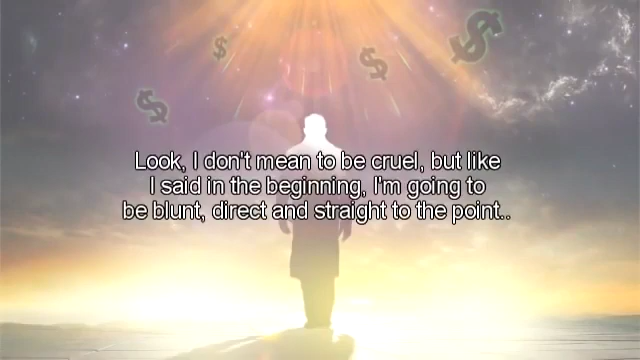 Look, I don't mean to be cruel, but like
I said in the beginning, I'm going to
be blunt, direct and straight to the point..